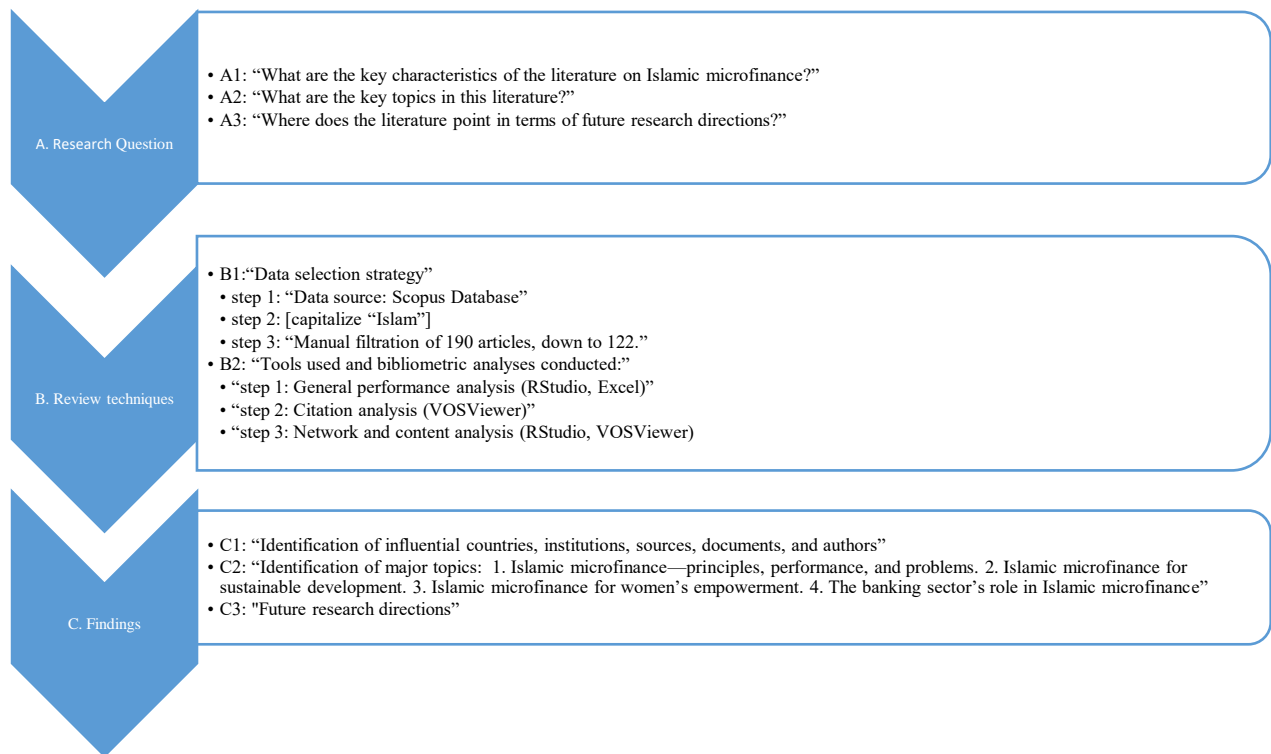 A. Research Question
• A1: “What are the key characteristics of the literature on Islamic microfinance?”
• A2: “What are the key topics in this literature?”
• A3: “Where does the literature point in terms of future research directions?”
B. Review techniques
• B1:“Data selection strategy”
• step 1: “Data source: Scopus Database”
• step 2: [capitalize “Islam”]
• step 3: “Manual filtration of 190 articles, down to 122.”
• B2: “Tools used and bibliometric analyses conducted:”
• “step 1: General performance analysis (RStudio, Excel)”
• “step 2: Citation analysis (VOSViewer)”
• “step 3: Network and content analysis (RStudio, VOSViewer)
C. Findings
• C1: “Identification of influential countries, institutions, sources, documents, and authors”
• C2: “Identification of major topics: 1. Islamic microfinance—principles, performance, and problems. 2. Islamic microfinance for
sustainable development. 3. Islamic microfinance for women’s empowerment. 4. The banking sector’s role in Islamic microfinance”
• C3: "Future research directions”